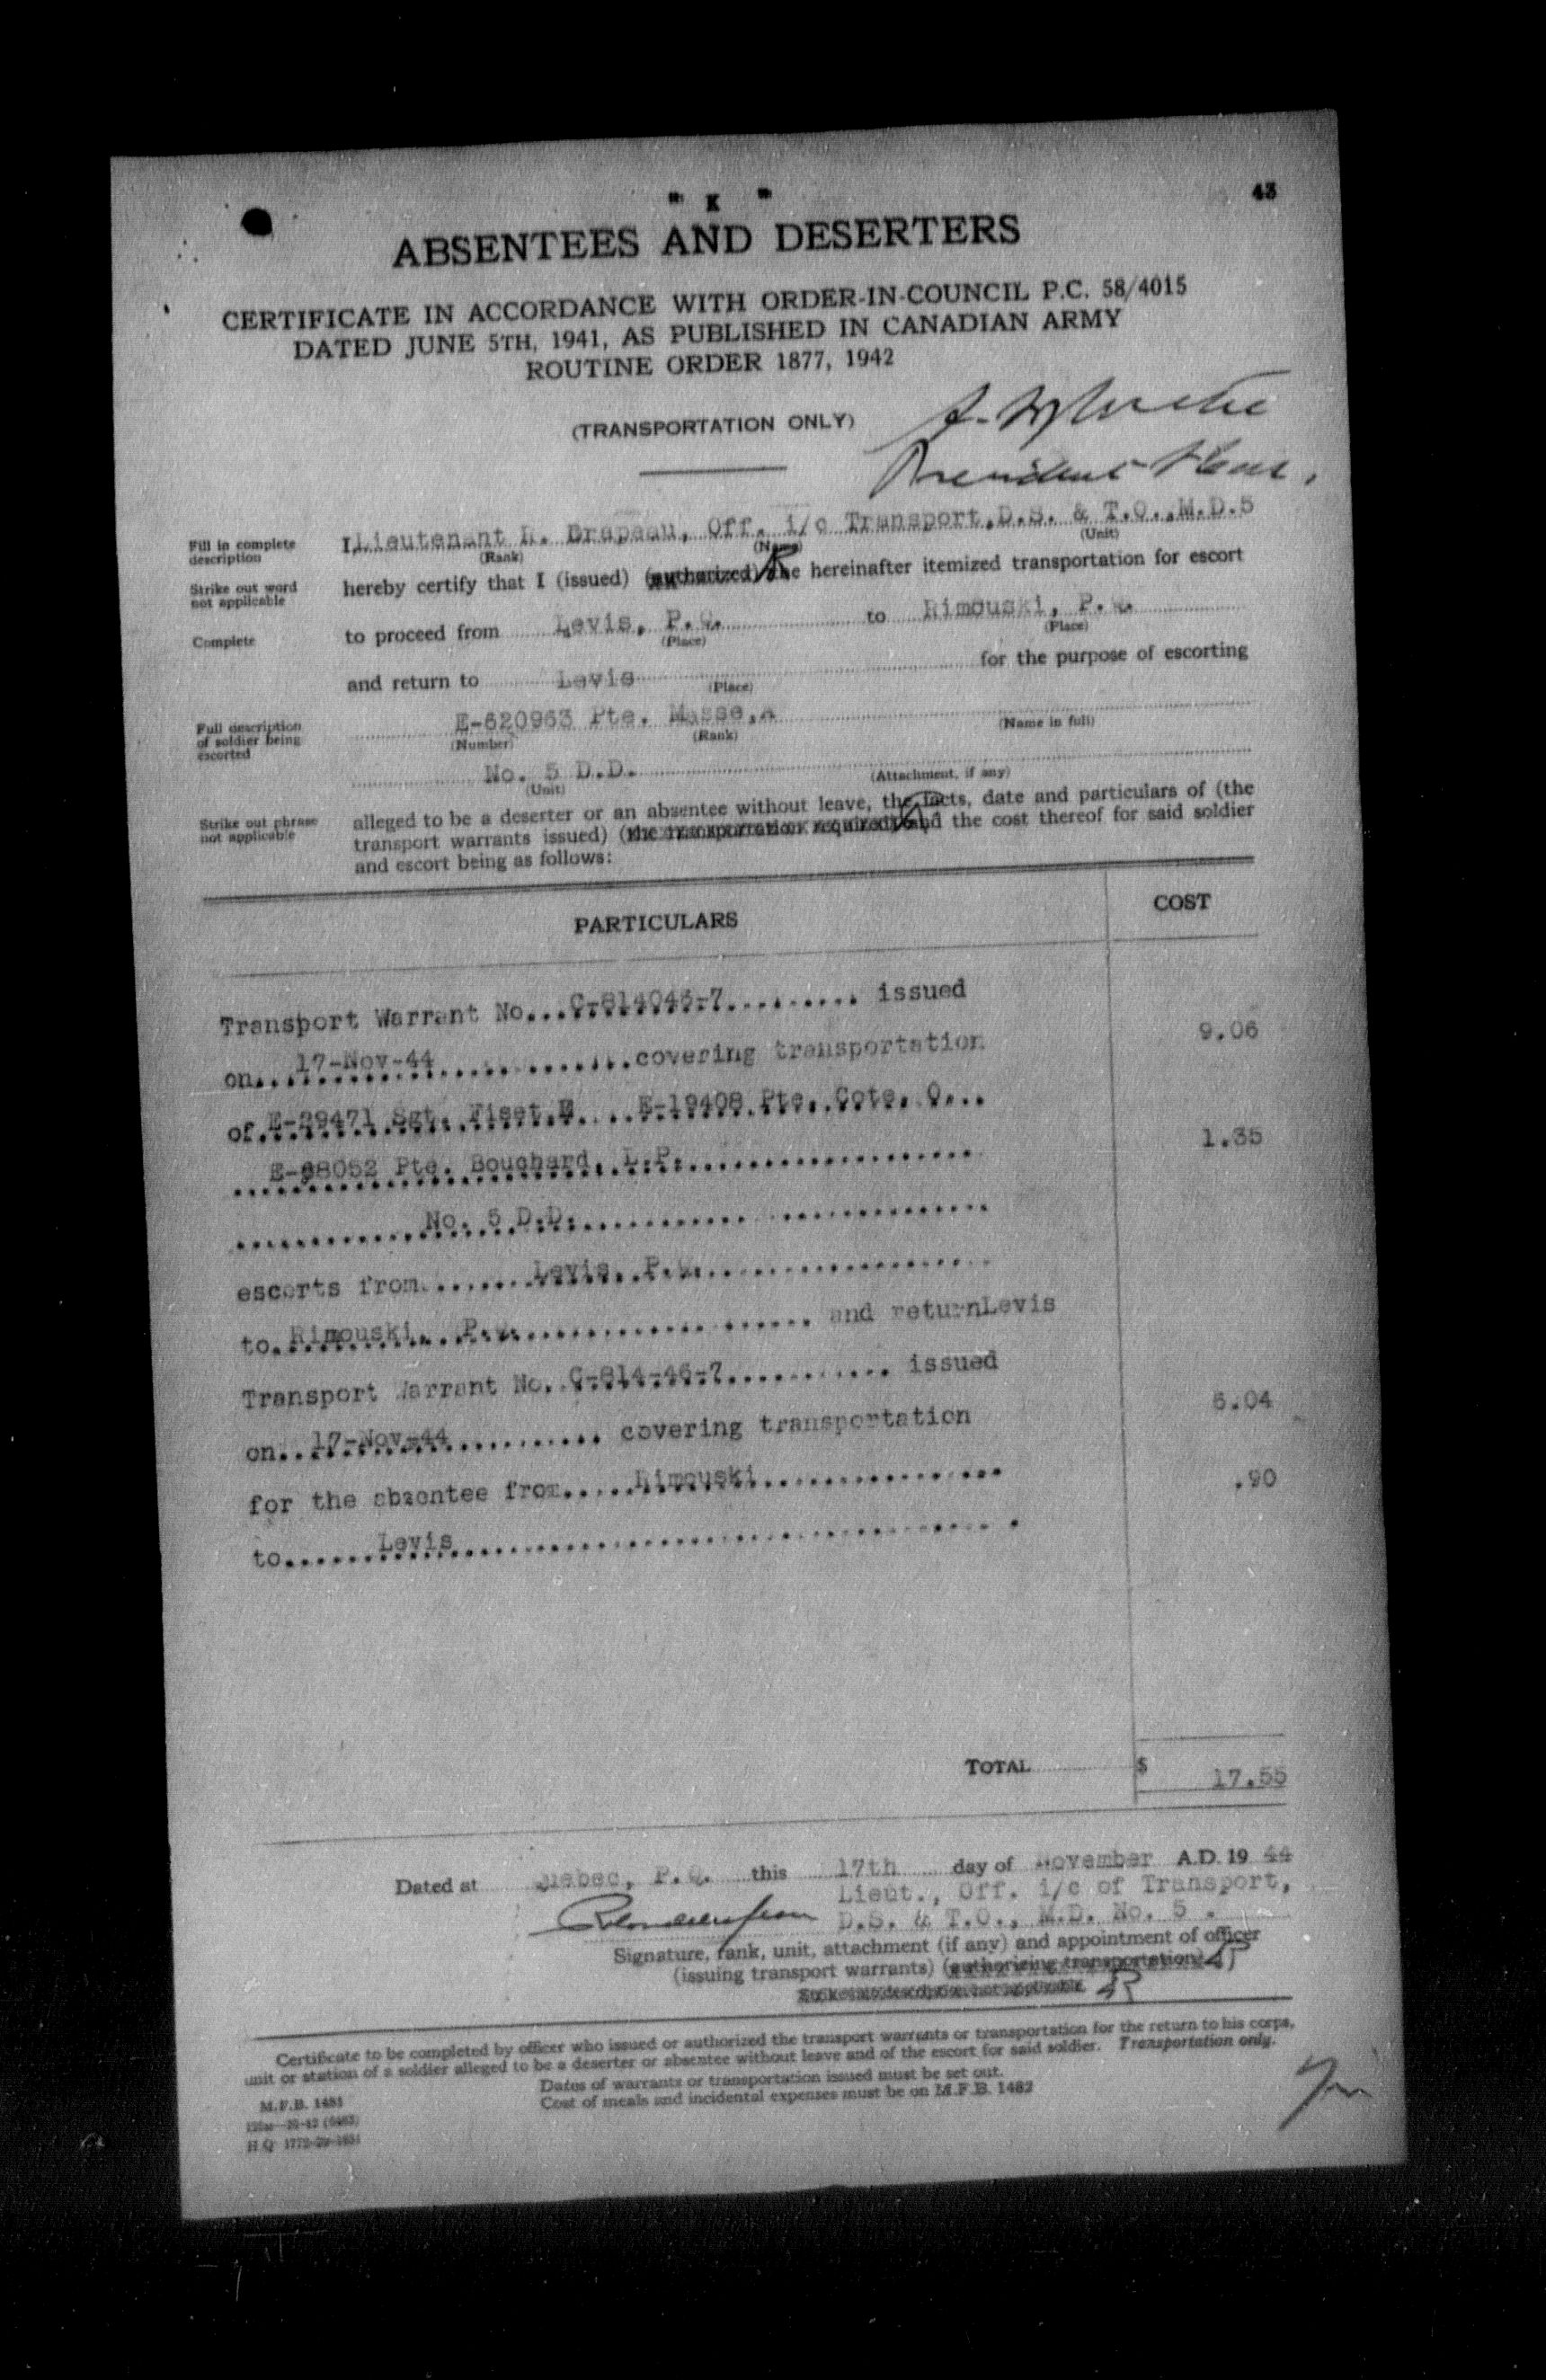 " K "
43
ABSENTEES AND DESERTERS
CERTIFICATE IN ACCORDANCE WITH ORDER-IN-COUNCIL P.C. 58/4015
DATED JUNE 5TH, 1941, AS PUBLISHED IN CANADIAN ARMY
ROUTINE ORDER 1877, 1942
(TRANSPORTATION ONLY)
President
Fill in complete description
I Lieutenant R. Drapeau, Off. i/c Transport, D.S. & T.O., M.D.5
(Rank) (Name) (Unit)
Strike out word not applicable
hereby certify that I (issued) (authorized) the hereinafter itemized transportation for escort
Complete
to proceed from Levis, P.Q. to Rimouski, P.Q.
(Place) (Place)
and return to Levis for the purpose of escorting
(Place)
Full description of soldier being escorted
E-620963 Pte. Masse, A
(Number) (Rank) (Name in full)
No. 5 D.D.
(Unit) (Attachment, if any)
Strike out phrase not applicable
alleged to be a deserter or an absentee without leave, the facts, date and particulars of (the
transport warrants issued) (the transportation required) and the cost thereof for said soldier
and escort being as follows:
PARTICULARS COST
Transport Warrant No...C-814046-7.......... issued
on....17-Nov-44..............covering transportation 9.06
of.E-29471 Sgt. Fiset.E....E-19408 Pte. Cote, O...
E-98052 Pte. Bouchard, L.P. 1.35
No. 5 D.D.
escorts from.......Levis, P.Q.
to.Rimouski, P.Q. and returnLevis
Transport Warrant No. C-814-46-7........... issued
on..17-Nov-44........... covering transportation 6.04
for the absentee from.....Rimouski
.90
to.......Levis
TOTAL $ 17.55
Dated at Quebec, P.Q. this 17th day of November A.D. 19 44
Lieut., Off. i/c of Transport,
D.S. & T.O., M.D. No. 5 .
Signature, rank, unit, attachment (if any) and appointment of officer
(issuing transport warrants) (authorizing transportation)
Strike out description not applicable
Certificate to be completed by officer who issued or authorized the transport warrants or transportation for the return to his corps,
unit or station of a soldier alleged to be a deserter or absentee without leave and of the escort for said soldier. Transportation only.
Dates of warrants or transportation issued must be set out.
Cost of meals and incidental expenses must be on M.F.B. 1482
M.F.B. 1481
H.Q. 1772-39-1631